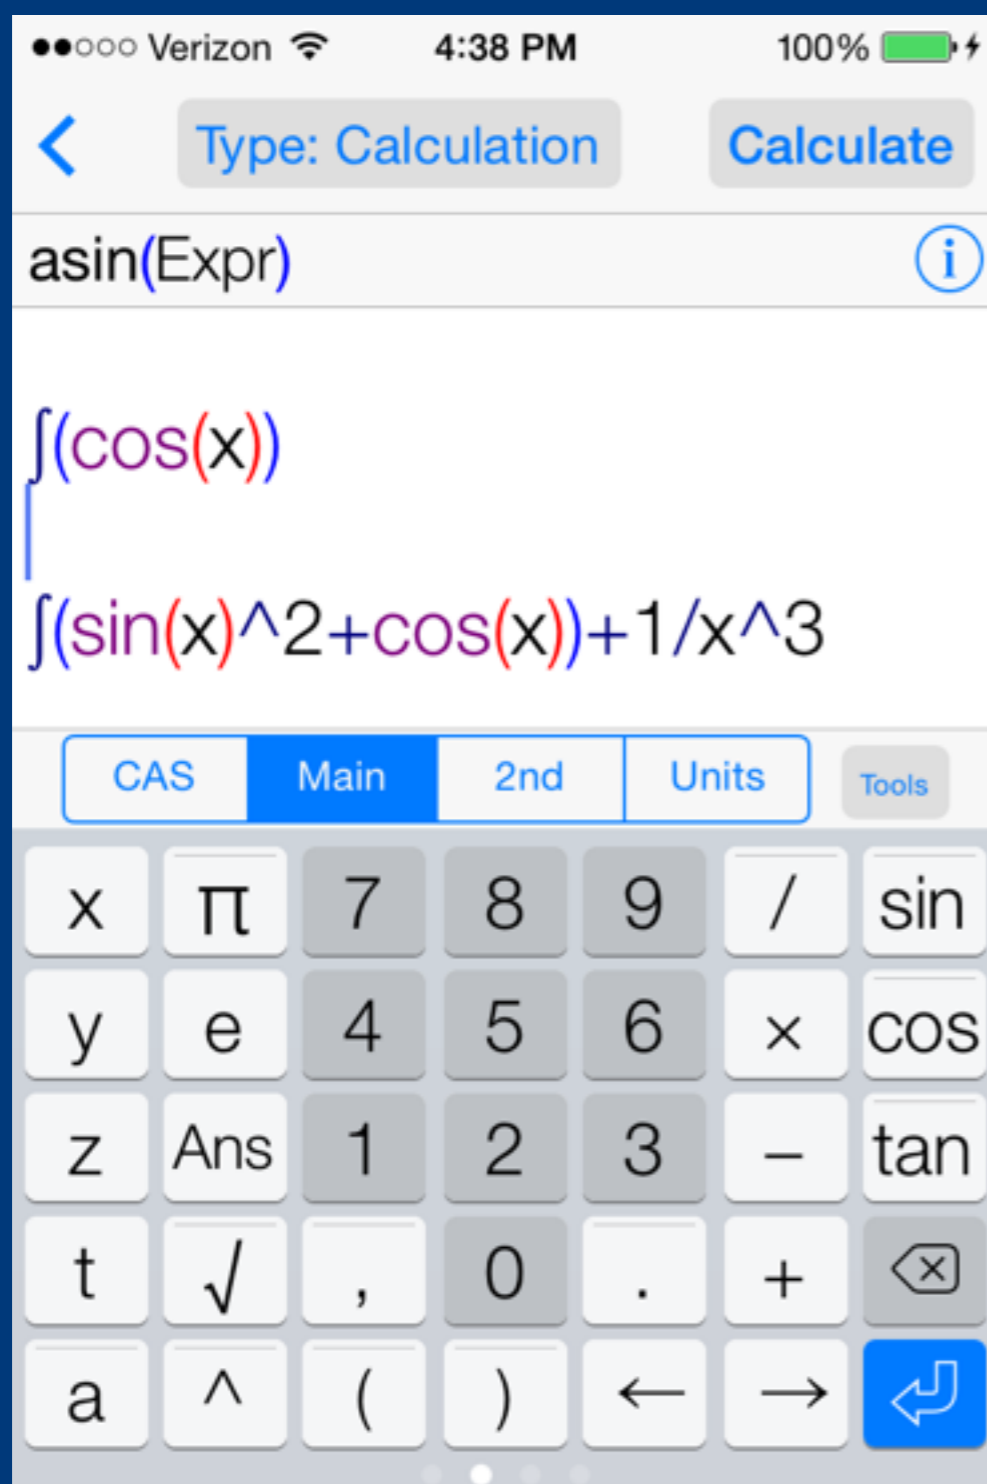 Verizon 4:38 PM 100%
Type: Calculation Calculate
asin(Expr) i
∫(cos(x))
∫(sin(x)^2+cos(x))+1/x^3
CAS Main 2nd Units Tools
x π 7 8 9 / sin
y e 4 5 6 × cos
z Ans 1 2 3 − tan
t √ , 0 . +
a ^ ( ) ← →